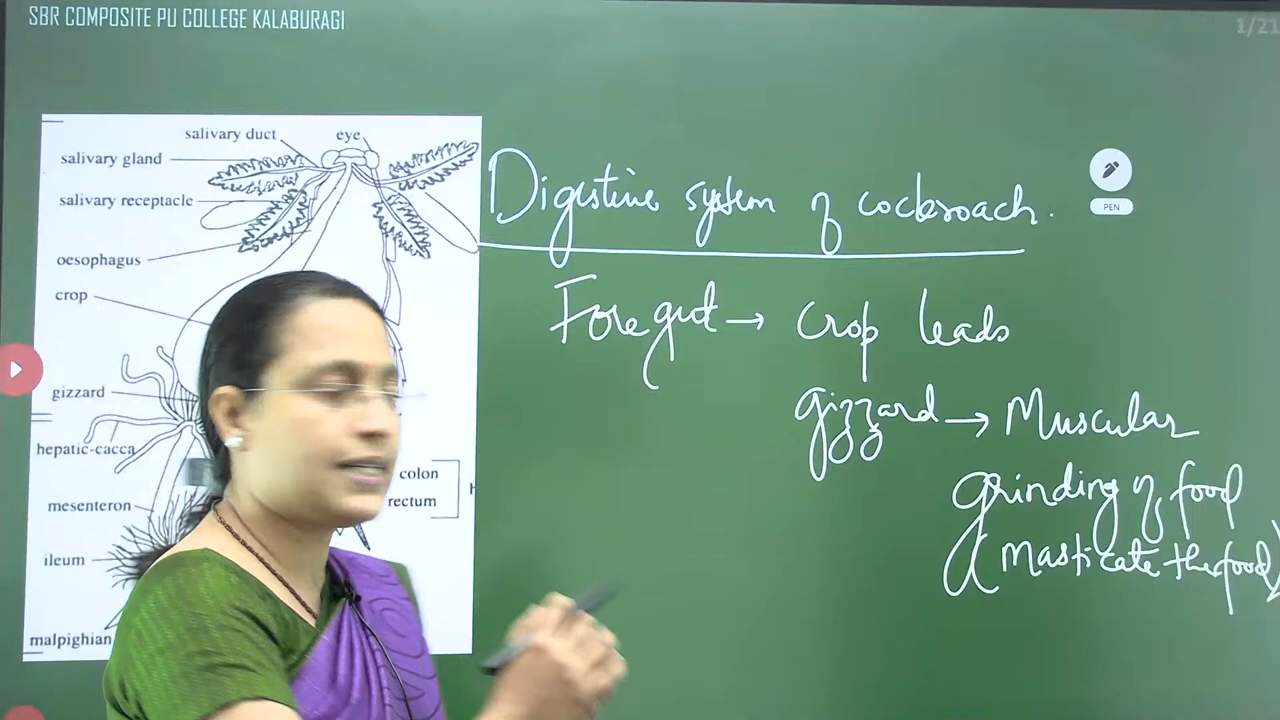 SBR COMPOSITE PU COLLEGE KALABURAGI
1/21
salivary duct
eye
salivary gland
salivary receptacle
oesophagus
crop
gizzard
hepatic-cacca
mesenteron
ileum
malpighian
colon
rectum
Digestive system of cockroach.
Foregut → crop leads
gizzard → Muscular
grinding of food
(Masticate the food)
PEN